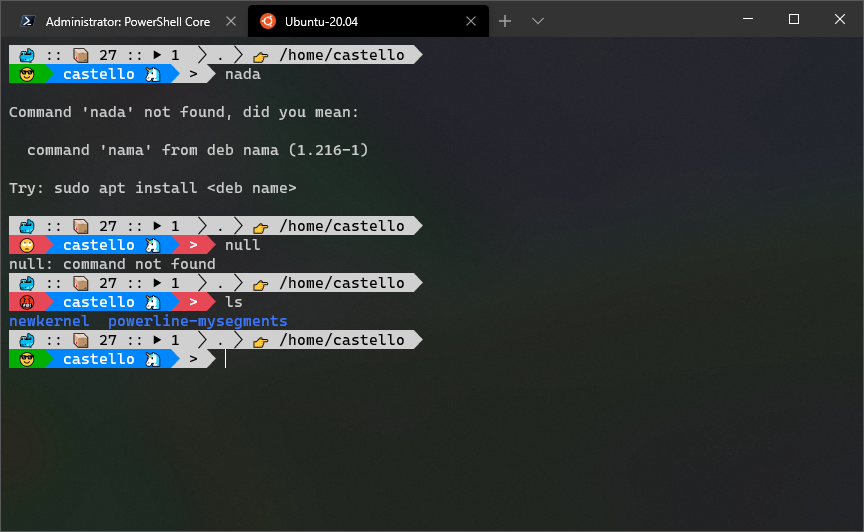 Administrator: PowerShell Core
Ubuntu-20.04
:: 27 :: 1 . /home/castello
castello > nada
Command 'nada' not found, did you mean:
command 'nama' from deb nama (1.216-1)
Try: sudo apt install <deb name>
:: 27 :: 1 . /home/castello
castello > null
null: command not found
:: 27 :: 1 . /home/castello
castello > ls
newkernel powerline-mysegments
:: 27 :: 1 . /home/castello
castello >